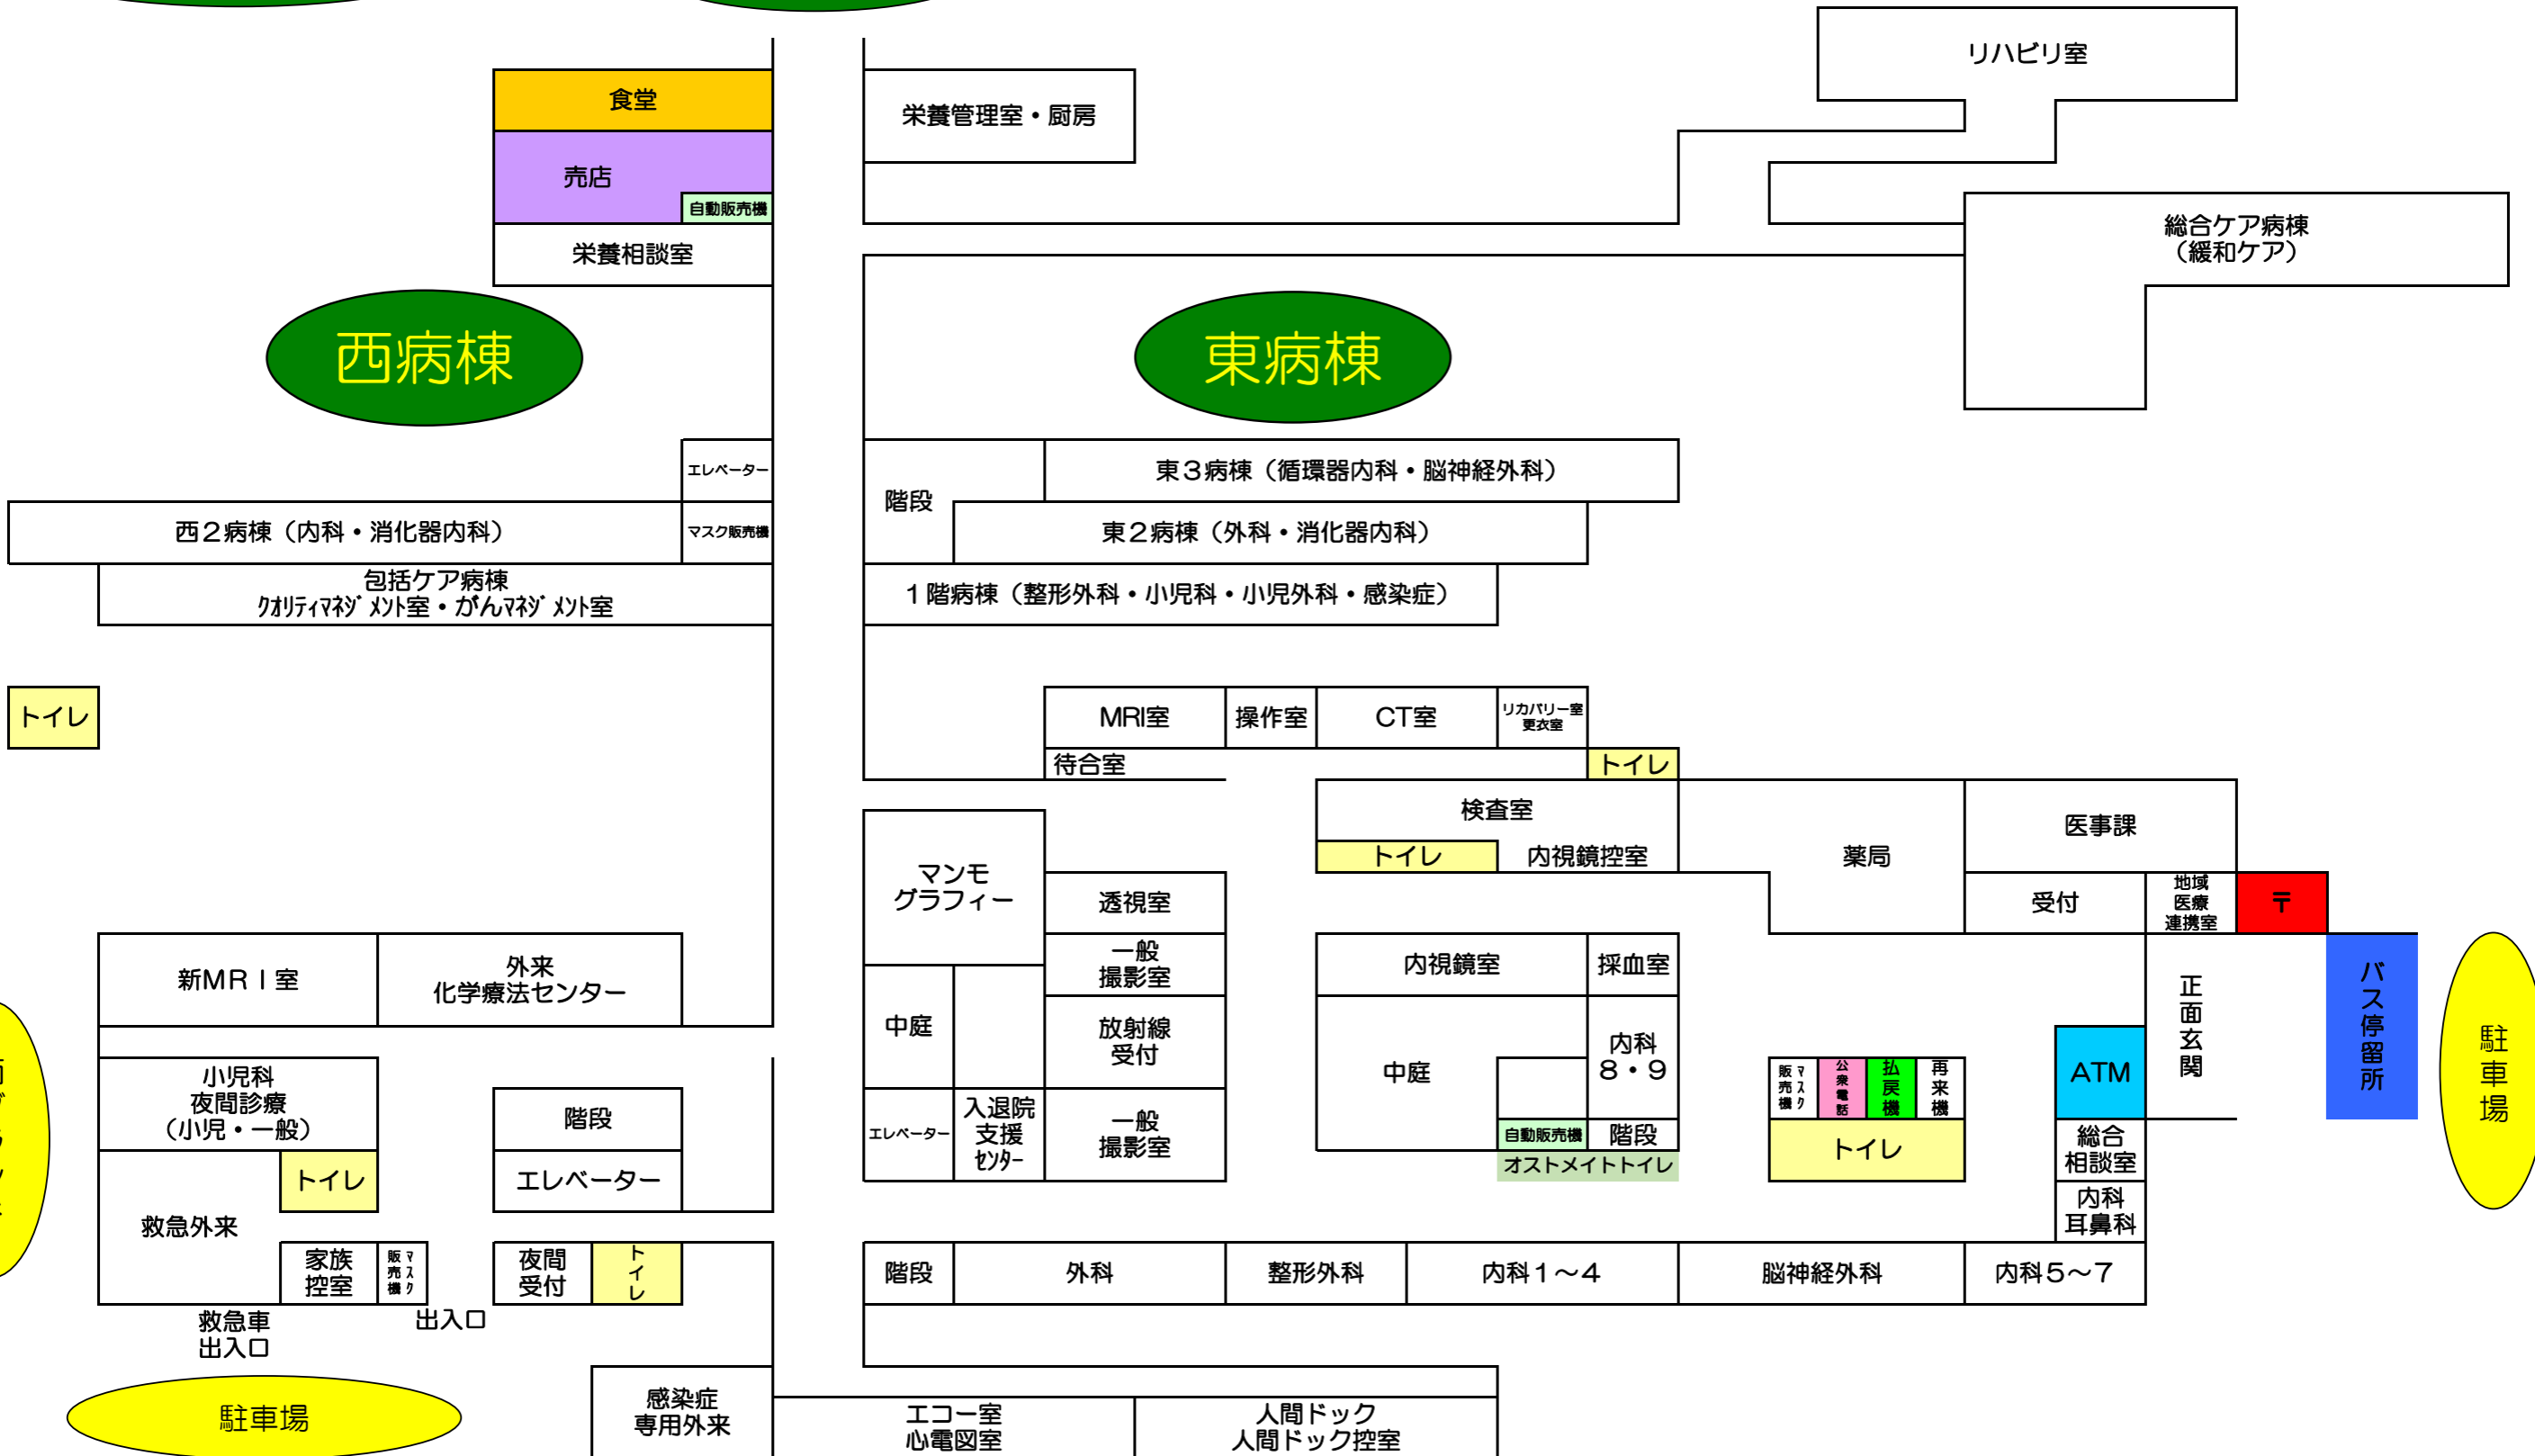 リハビリ室
食堂
栄養管理室・厨房
売店
自動販売機
栄養相談室
総合ケア病棟
（緩和ケア）
西病棟
東病棟
エレベーター
階段
東３病棟（循環器内科・脳神経外科）
西２病棟（内科・消化器内科）
マスク販売機
東２病棟（外科・消化器内科）
包括ケア病棟
ｸｵﾘﾃｨﾏﾈｼﾞﾒﾝﾄ室・がんﾏﾈｼﾞﾒﾝﾄ室
１階病棟（整形外科・小児科・小児外科・感染症）
トイレ
MRI室
操作室
CT室
リカバリー室
更衣室
待合室
トイレ
検査室
トイレ
内視鏡控室
薬局
医事課
マンモ
グラフィー
透視室
受付
地域
医療
連携室
〒
新MRＩ室
外来
化学療法センター
一般
撮影室
内視鏡室
採血室
正面玄関
バス停留所
駐車場
中庭
放射線
受付
中庭
内科
８・９
ATM
小児科
夜間診療
（小児・一般）
階段
マスク
販売機
公衆電話
払戻機
再来機
エレベーター
入退院
支援
ｾﾝﾀｰ
一般
撮影室
自動販売機
階段
トイレ
総合
相談室
オストメイトトイレ
トイレ
エレベーター
救急外来
内科
耳鼻科
家族
控室
マスク
販売機
夜間
受付
トイレ
階段
外科
整形外科
内科１～４
脳神経外科
内科５～７
救急車
出入口
出入口
駐車場
感染症
専用外来
エコー室
心電図室
人間ドック
人間ドック控室